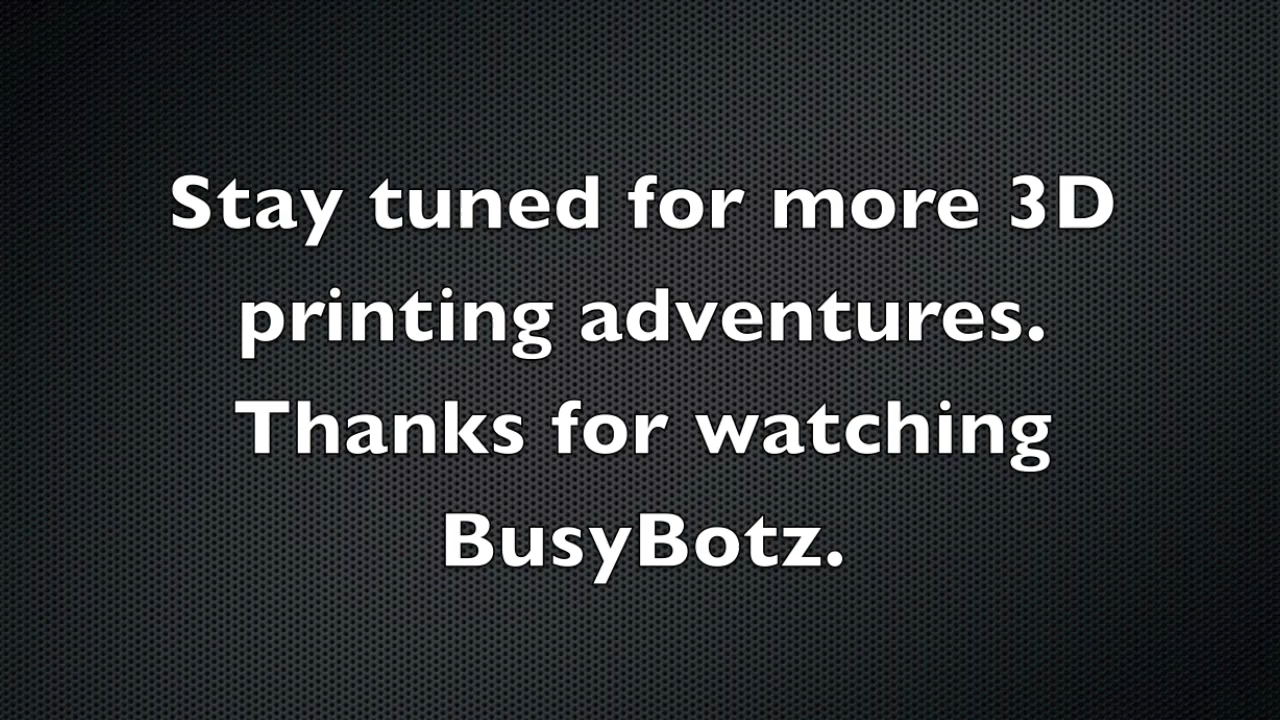 Stay tuned for more 3D
printing adventures.
Thanks for watching
BusyBotz.